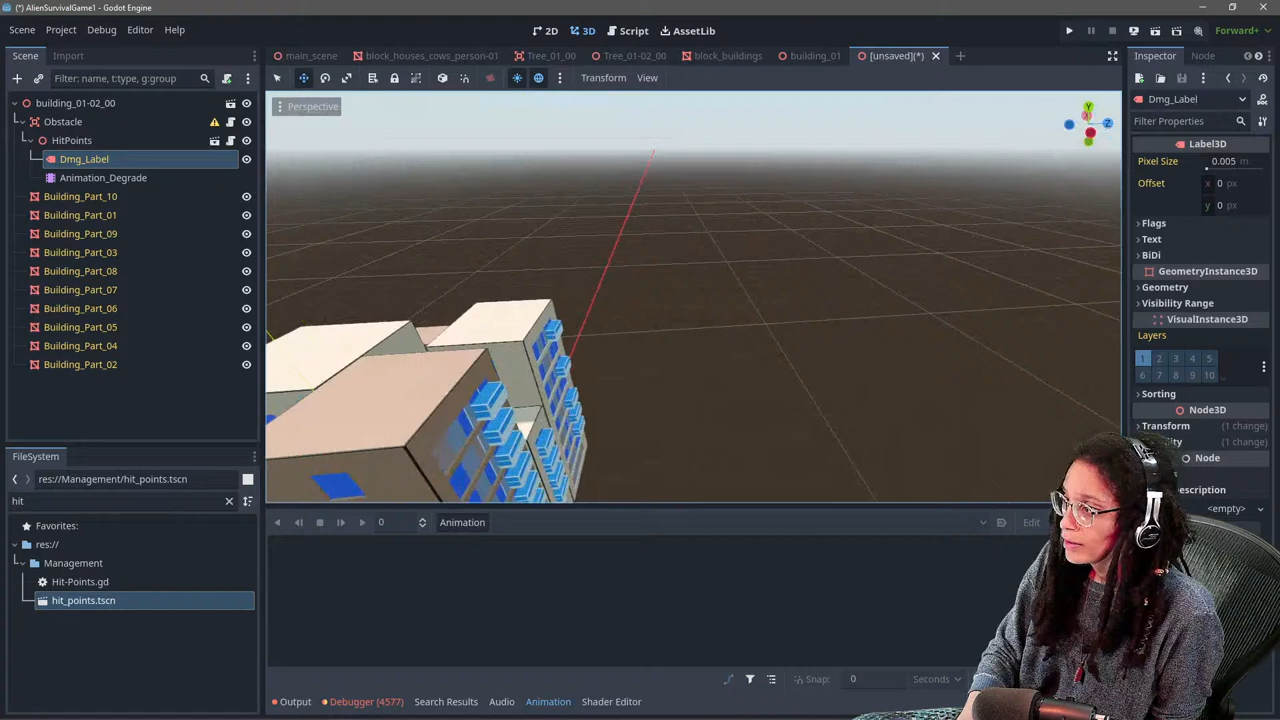 (*) AlienSurvivalGame1 - Godot Engine
Scene Project Debug Editor Help
2D 3D Script AssetLib
Forward+
Scene Import
main_scene block_houses_cows_person-01 Tree_01_00 Tree_01-02_00 block_buildings building_01 [unsaved](*)
Inspector Node
Filter: name, t:type, g:group
Transform View
building_01-02_00
Obstacle
HitPoints
Dmg_Label
Animation_Degrade
Building_Part_10
Building_Part_01
Building_Part_09
Building_Part_03
Building_Part_08
Building_Part_07
Building_Part_06
Building_Part_05
Building_Part_04
Building_Part_02
Perspective
Y
Z
Dmg_Label
Filter Properties
Label3D
Pixel Size 0.005 m
Offset x 0 px
y 0 px
Flags
Text
BiDi
GeometryInstance3D
Geometry
Visibility Range
VisualInstance3D
Layers
1 2 3 4 5
6 7 8 9 10
Sorting
Node3D
Transform (1 change)
(1 change)
Node
<empty>
FileSystem
res://Management/hit_points.tscn
hit
Favorites:
res://
Management
Hit-Points.gd
hit_points.tscn
0 Animation Edit
Snap: 0 Seconds
Output Debugger (4577) Search Results Audio Animation Shader Editor